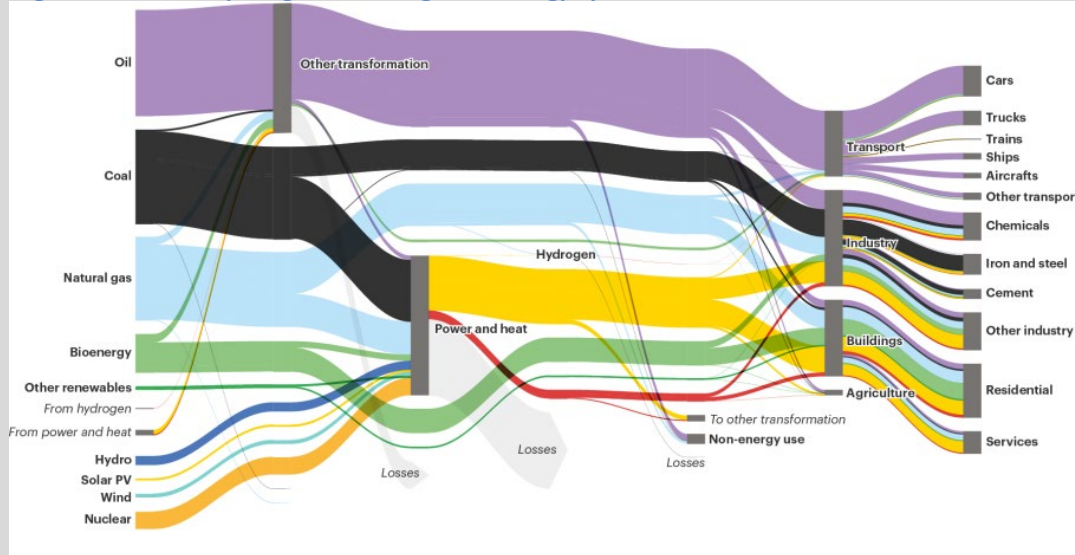 Oil
Other transformation
Cars
Trucks
Transport
Trains
Ships
Coal
Aircrafts
Other transpor
Chemicals
Industry
Hydrogen
Iron and steel
Natural gas
Cement
Power and heat
Other industry
Buildings
Bioenergy
Other renewables
Residential
Agriculture
From hydrogen
To other transformation
From power and heat
Non-energy use
Services
Losses
Hydro
Losses
Losses
Solar PV
Wind
Nuclear